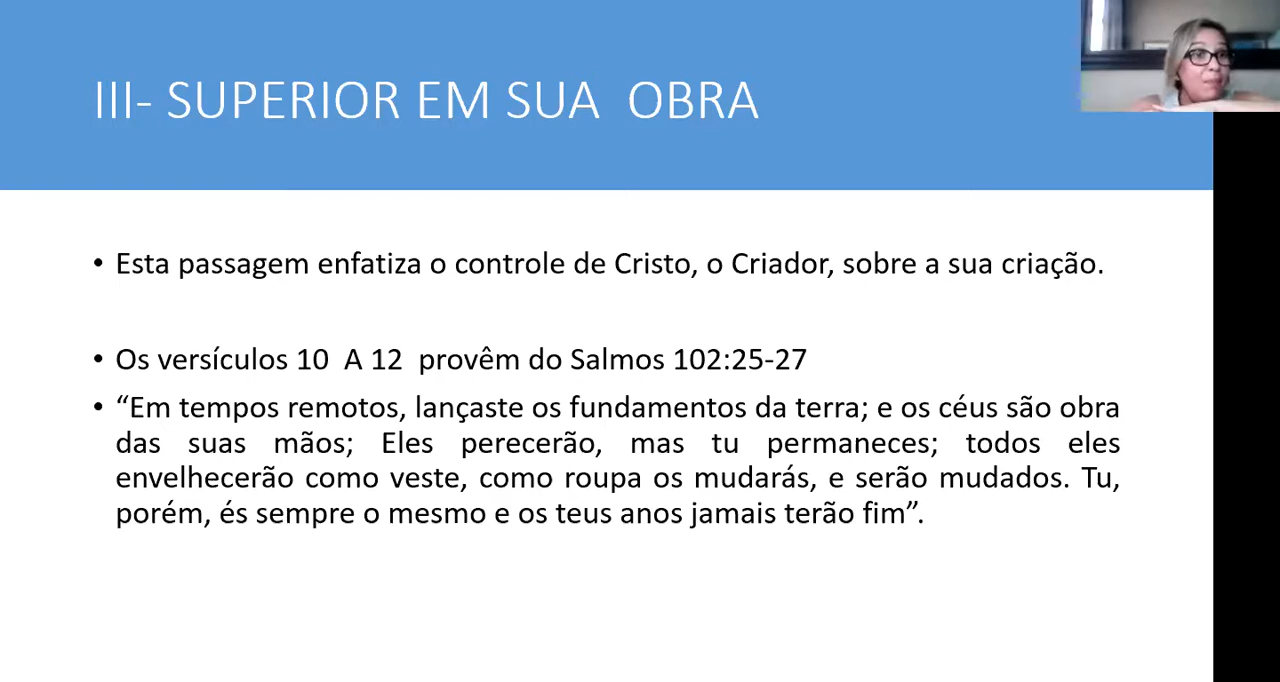 III- SUPERIOR EM SUA  OBRA
• Esta passagem enfatiza o controle de Cristo, o Criador, sobre a sua criação.
• Os versículos 10  A 12  provêm do Salmos 102:25-27
• “Em tempos remotos, lançaste os fundamentos da terra; e os céus são obra
das suas mãos; Eles perecerão, mas tu permaneces; todos eles
envelhecerão como veste, como roupa os mudarás, e serão mudados. Tu,
porém, és sempre o mesmo e os teus anos jamais terão fim”.